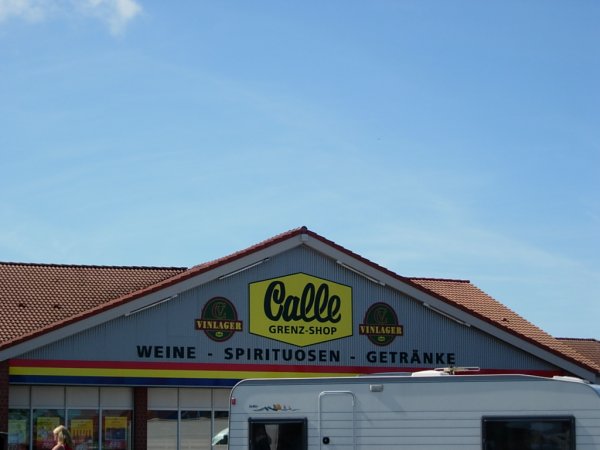 Calle
GRENZ-SHOP
VINLAGER
VINLAGER
WEINE - SPIRITUOSEN - GETRÄNKE